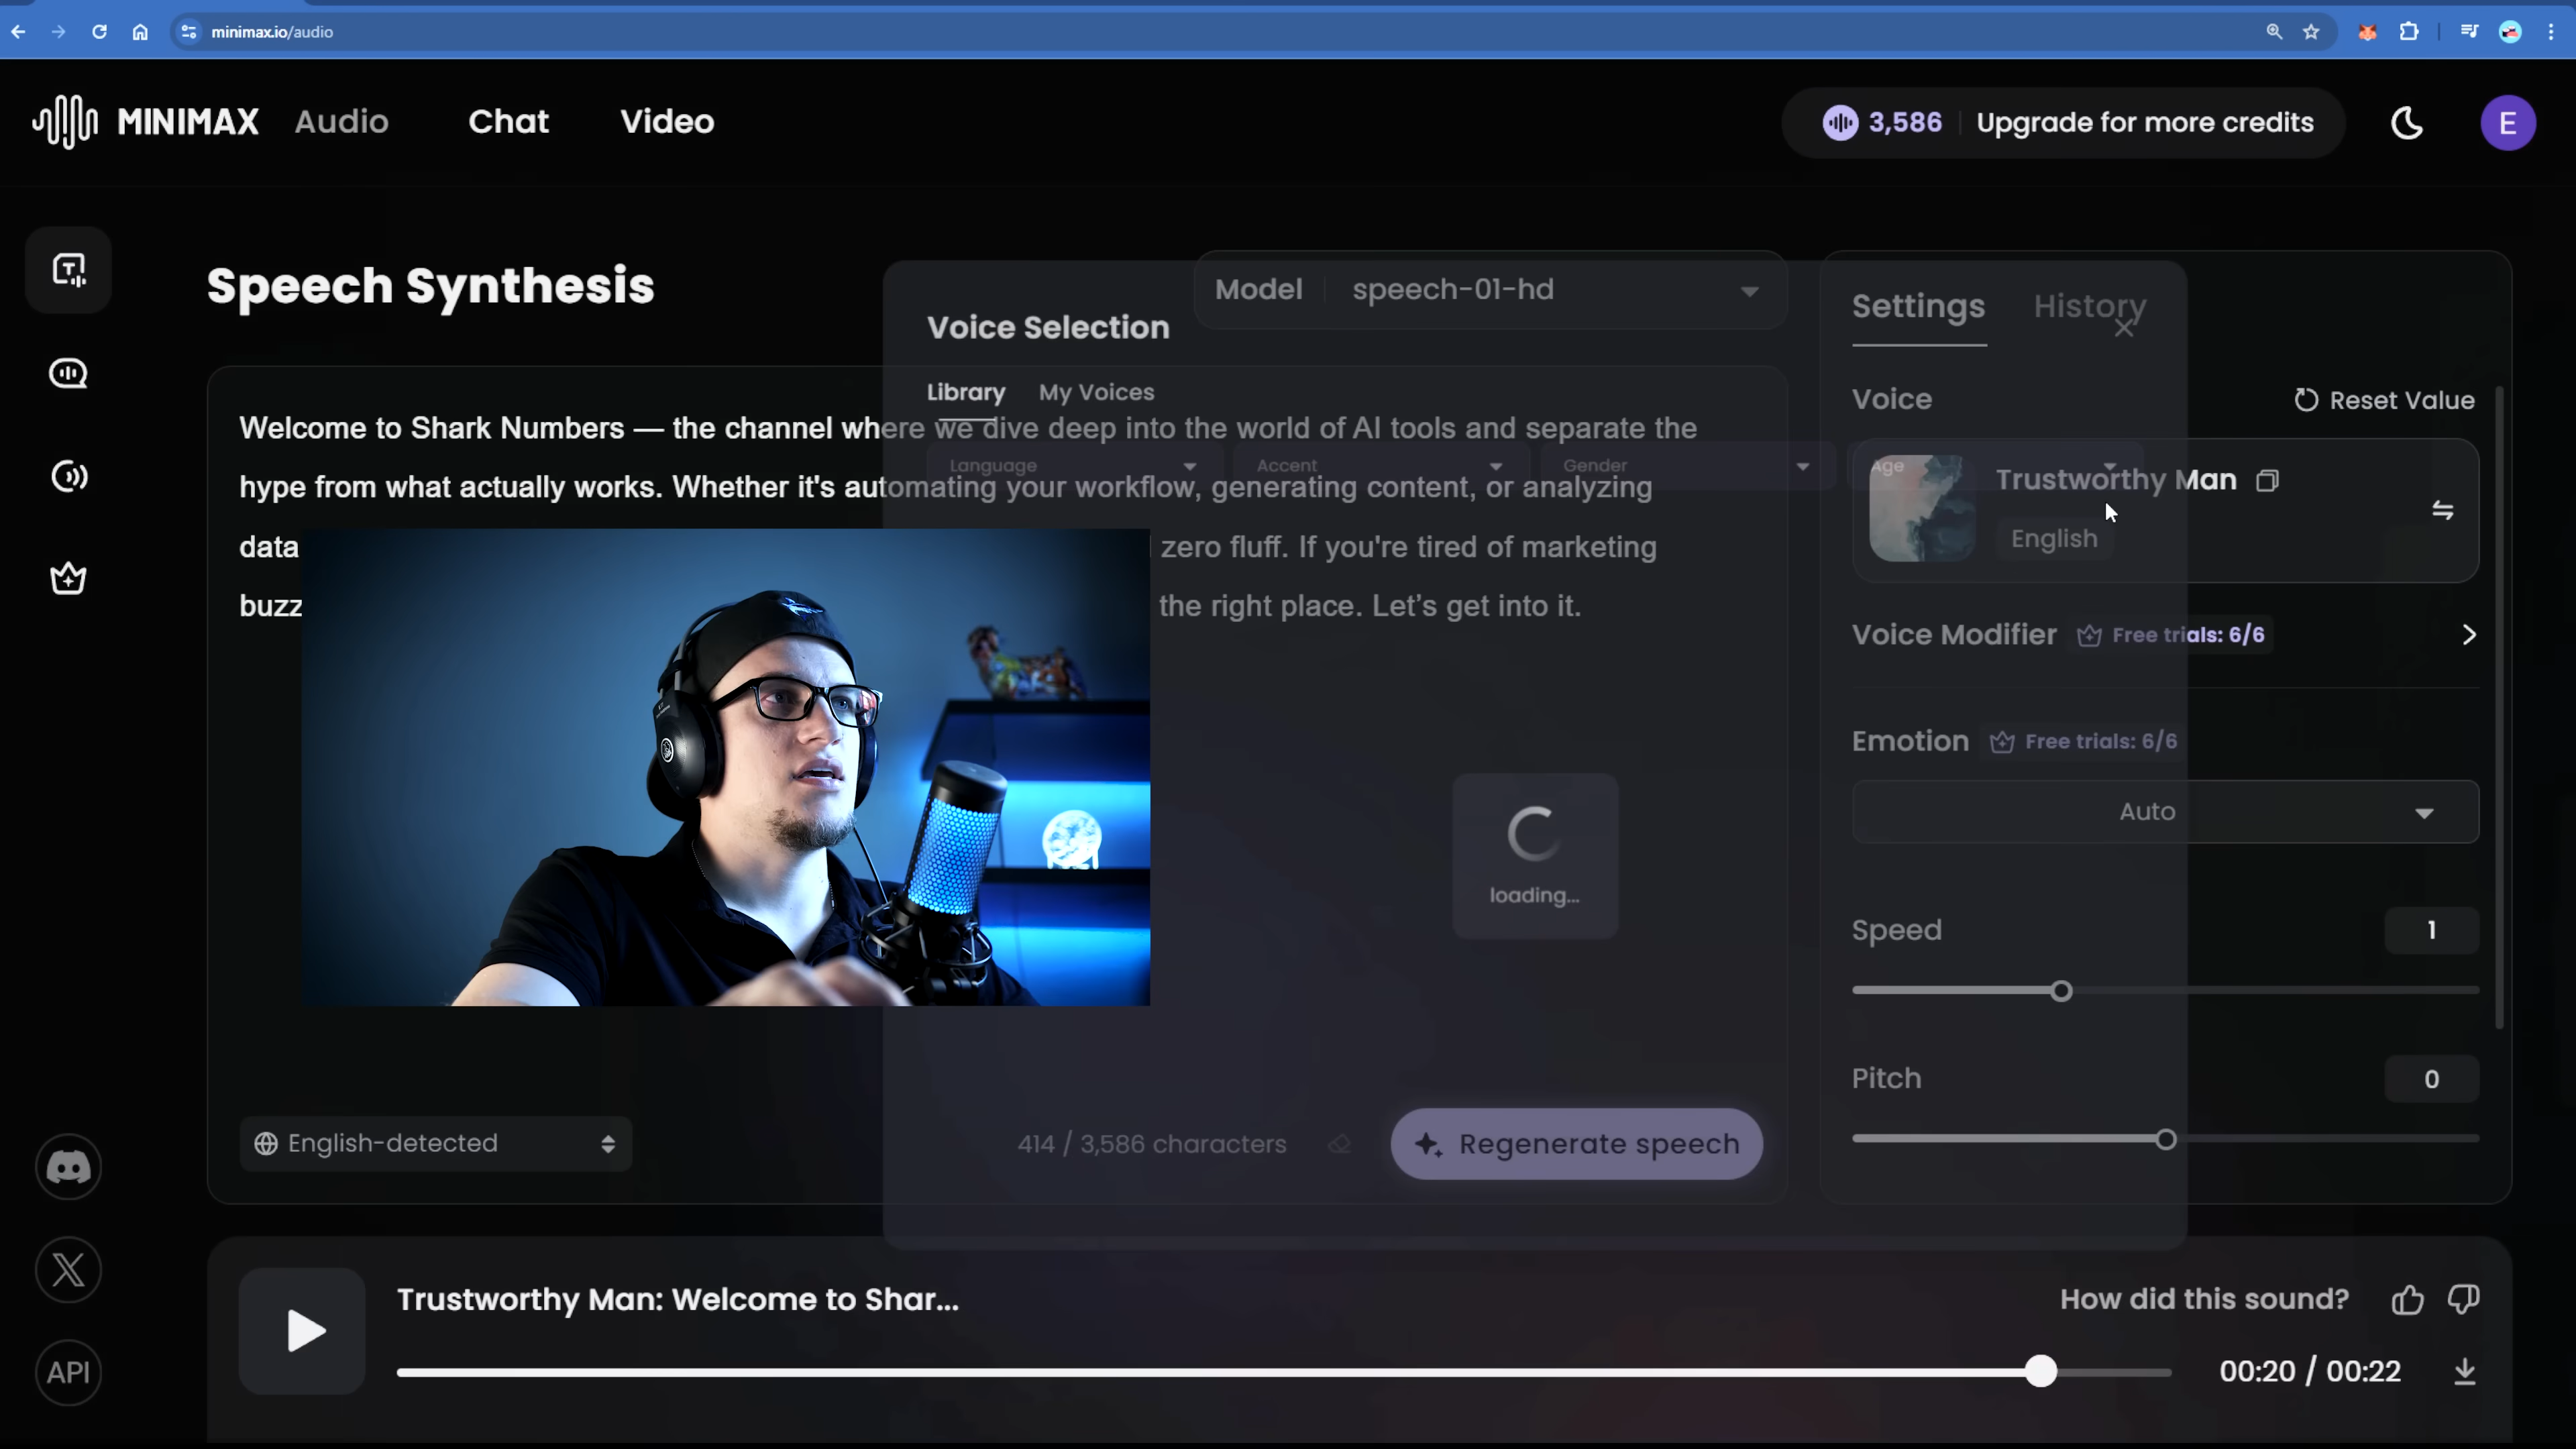 minimax.io/audio
MINIMAX Audio Chat Video
3,586 Upgrade for more credits
E
Speech Synthesis
Model speech-01-hd
Settings History
Voice Selection
Library My Voices
Voice
Reset Value
Welcome to Shark Numbers — the channel where we dive deep into the world of AI tools and separate the
Language Accent Gender Age
hype from what actually works. Whether it's automating your workflow, generating content, or analyzing
Trustworthy Man
English
data zero fluff. If you're tired of marketing
buzz the right place. Let's get into it.
Voice Modifier Free trials: 6/6
Emotion Free trials: 6/6
Auto
loading...
Speed 1
Pitch 0
English-detected
414 / 3,586 characters
Regenerate speech
Trustworthy Man: Welcome to Shar...
How did this sound?
00:20 / 00:22
API